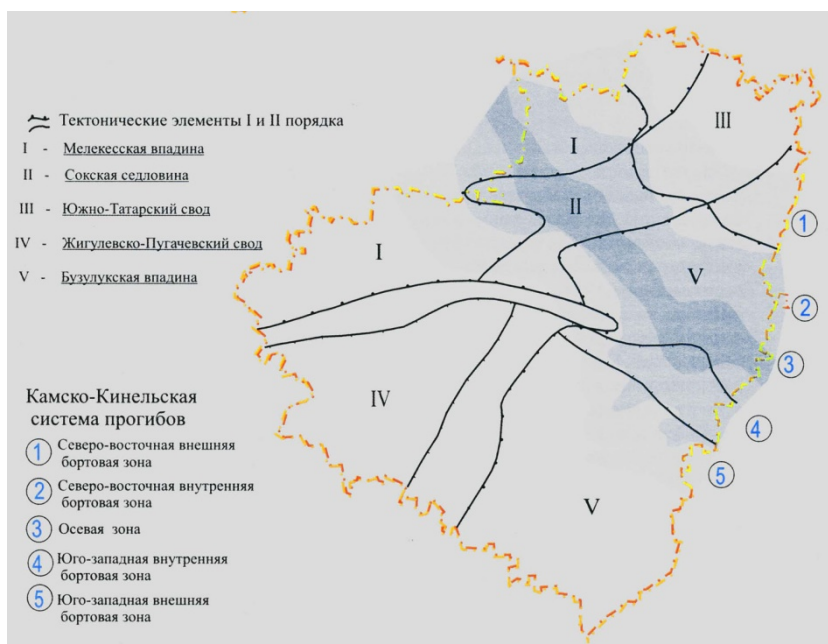 Тектонические элементы I и II порядка
I - Мелекесская впадина
II - Сокская седловина
III - Южно-Татарский свод
IV - Жигулевско-Пугачевский свод
V - Бузулукская впадина
Камско-Кинельская
система прогибов
1 Северо-восточная внешняя
бортовая зона
2 Северо-восточная внутренняя
бортовая зона
3 Осевая зона
4 Юго-западная внутренняя
бортовая зона
5 Юго-западная внешняя
бортовая зона
III
I
II
1
I
V
2
3
IV
4
5
V